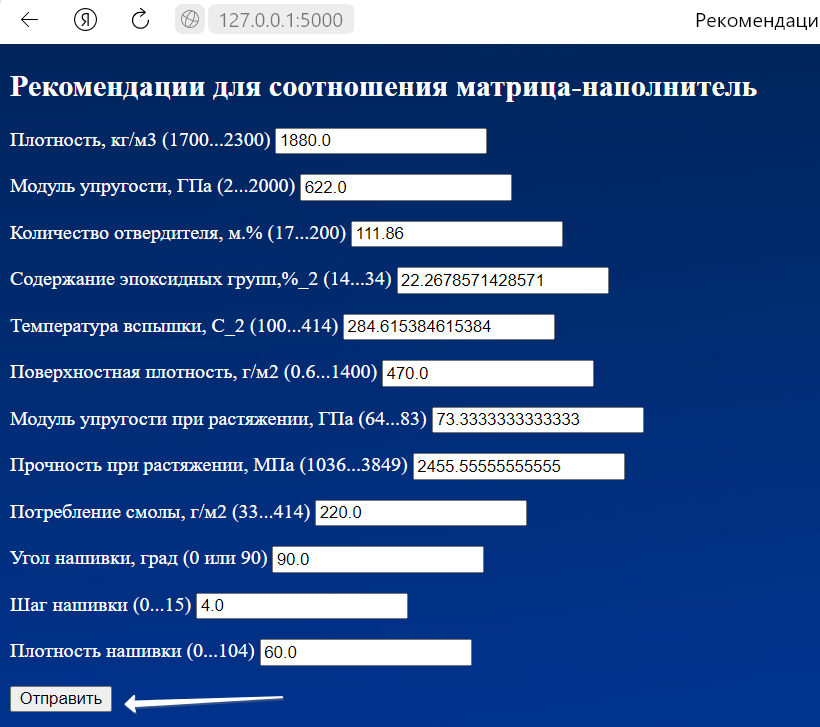 Я 127.0.0.1:5000 Рекомендаци
Рекомендации для соотношения матрица-наполнитель
Плотность, кг/м3 (1700...2300) 1880.0
Модуль упругости, ГПа (2...2000) 622.0
Количество отвердителя, м.% (17...200) 111.86
Содержание эпоксидных групп,%_2 (14...34) 22.2678571428571
Температура вспышки, С_2 (100...414) 284.615384615384
Поверхностная плотность, г/м2 (0.6...1400) 470.0
Модуль упругости при растяжении, ГПа (64...83) 73.3333333333333
Прочность при растяжении, МПа (1036...3849) 2455.55555555555
Потребление смолы, г/м2 (33...414) 220.0
Угол нашивки, град (0 или 90) 90.0
Шаг нашивки (0...15) 4.0
Плотность нашивки (0...104) 60.0
Отправить